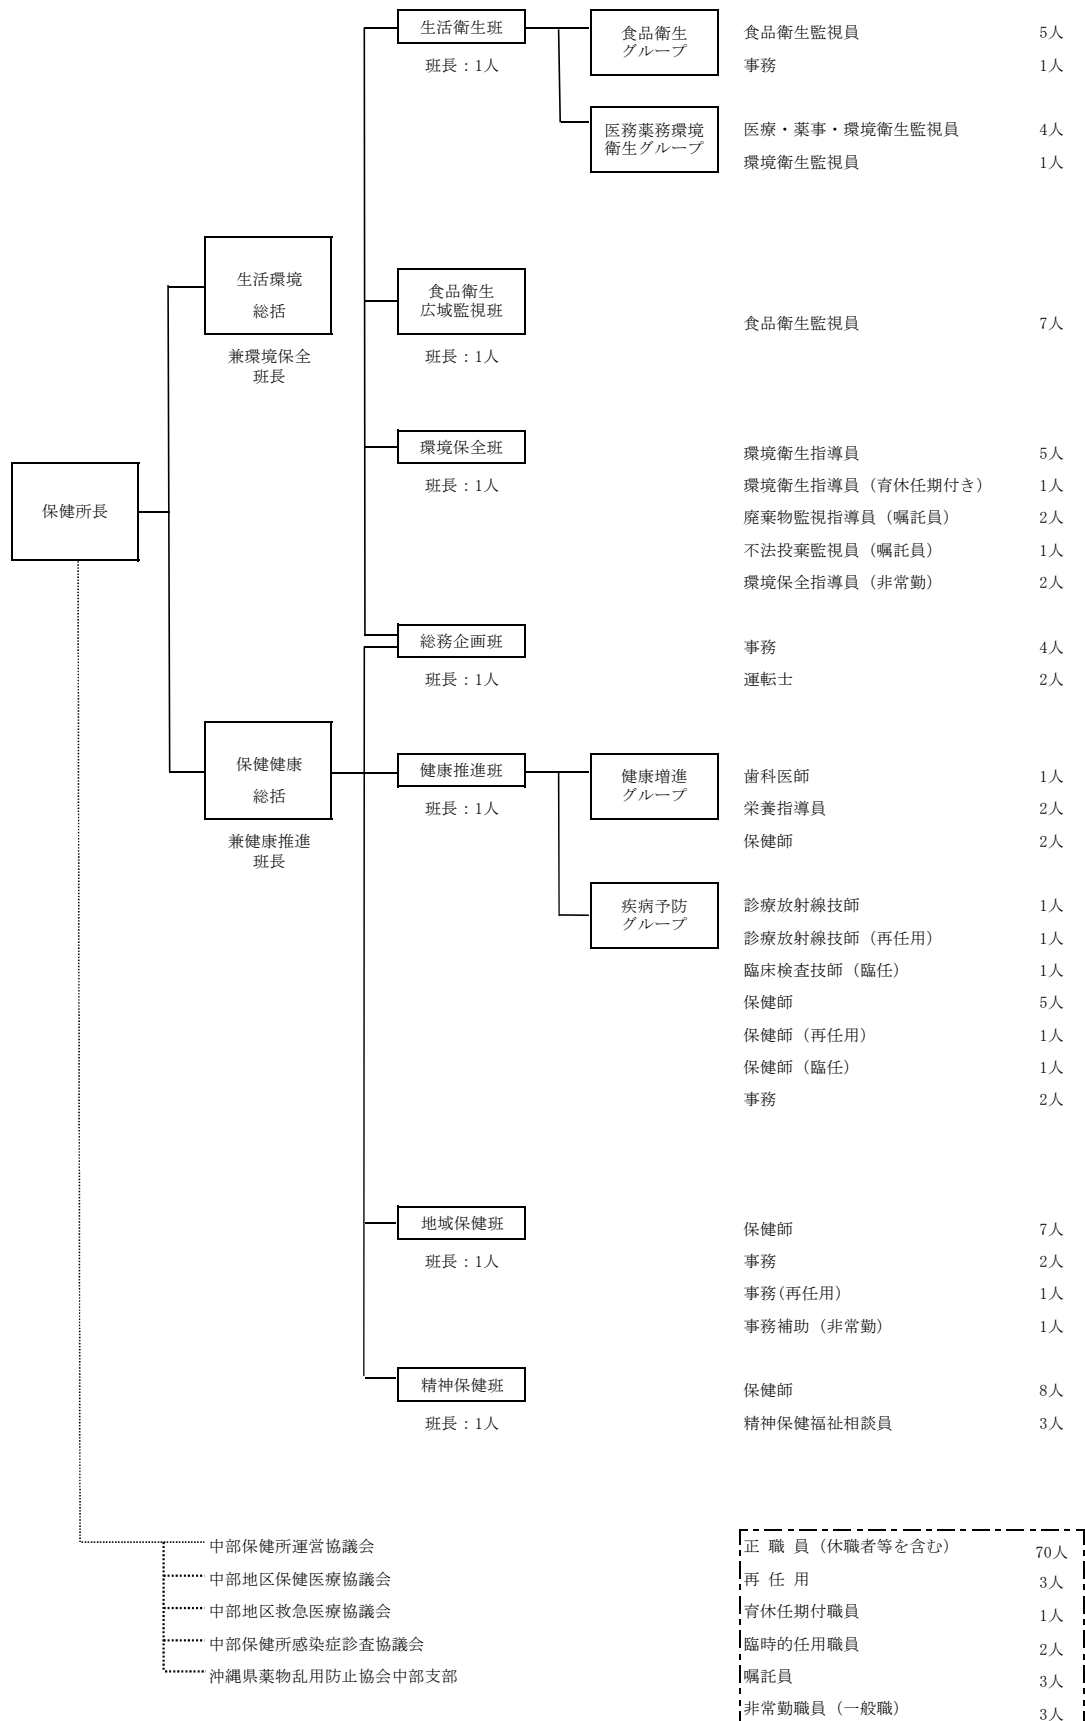 保健所長
生活環境
総括
兼環境保全
班長
保健健康
総括
兼健康推進
班長
生活衛生班
班長：1人
食品衛生
グループ
食品衛生監視員 5人
事務 1人
医務薬務環境
衛生グループ
医療・薬事・環境衛生監視員 4人
環境衛生監視員 1人
食品衛生
広域監視班
班長：1人
食品衛生監視員 7人
環境保全班
班長：1人
環境衛生指導員 5人
環境衛生指導員（育休任期付き） 1人
廃棄物監視指導員（嘱託員） 2人
不法投棄監視員（嘱託員） 1人
環境保全指導員（非常勤） 2人
総務企画班
班長：1人
事務 4人
運転士 2人
健康推進班
班長：1人
健康増進
グループ
歯科医師 1人
栄養指導員 2人
保健師 2人
疾病予防
グループ
診療放射線技師 1人
診療放射線技師（再任用） 1人
臨床検査技師（臨任） 1人
保健師 5人
保健師（再任用） 1人
保健師（臨任） 1人
事務 2人
地域保健班
班長：1人
保健師 7人
事務 2人
事務(再任用） 1人
事務補助（非常勤） 1人
精神保健班
班長：1人
保健師 8人
精神保健福祉相談員 3人
中部保健所運営協議会
中部地区保健医療協議会
中部地区救急医療協議会
中部保健所感染症診査協議会
沖縄県薬物乱用防止協会中部支部
正 職 員（休職者等を含む） 70人
再 任 用 3人
育休任期付職員 1人
臨時的任用職員 2人
嘱託員 3人
非常勤職員（一般職） 3人